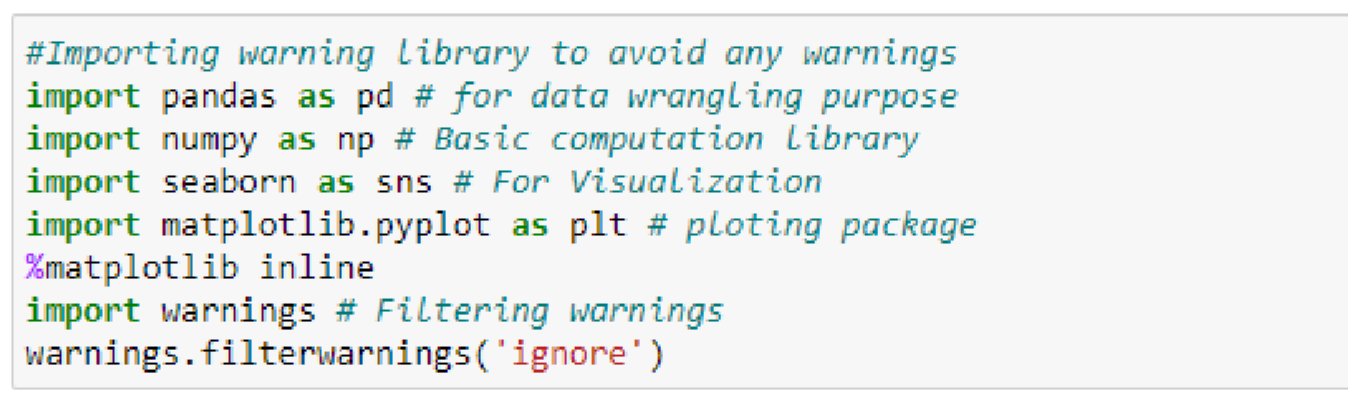 #Importing warning library to avoid any warnings
import pandas as pd # for data wrangling purpose
import numpy as np # Basic computation library
import seaborn as sns # For Visualization
import matplotlib.pyplot as plt # ploting package
%matplotlib inline
import warnings # Filtering warnings
warnings.filterwarnings('ignore')